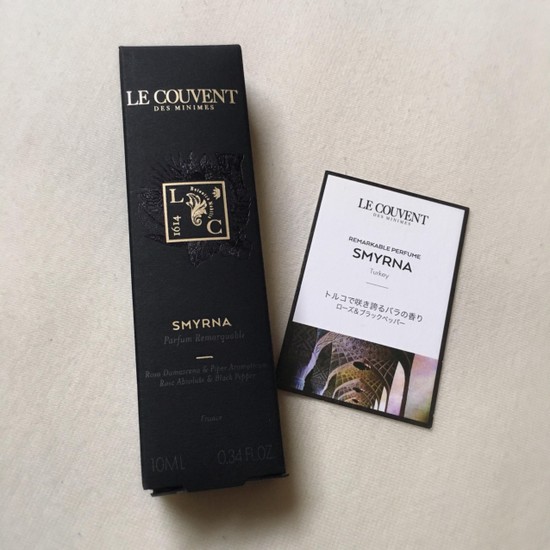 LE COUVENT
DES MINIMES
L
1614
C
SMYRNA
Parfum Remarquable
Rosa Damascena & Piper
Rose Absolute & Black Pepper
France
10ML 0.34 FL.OZ.
LE COUVENT
DES MINIMES
REMARKABLE PERFUME
SMYRNA
Turkey
トルコで咲き誇るバラの香り
ローズ&ブラックペッパー